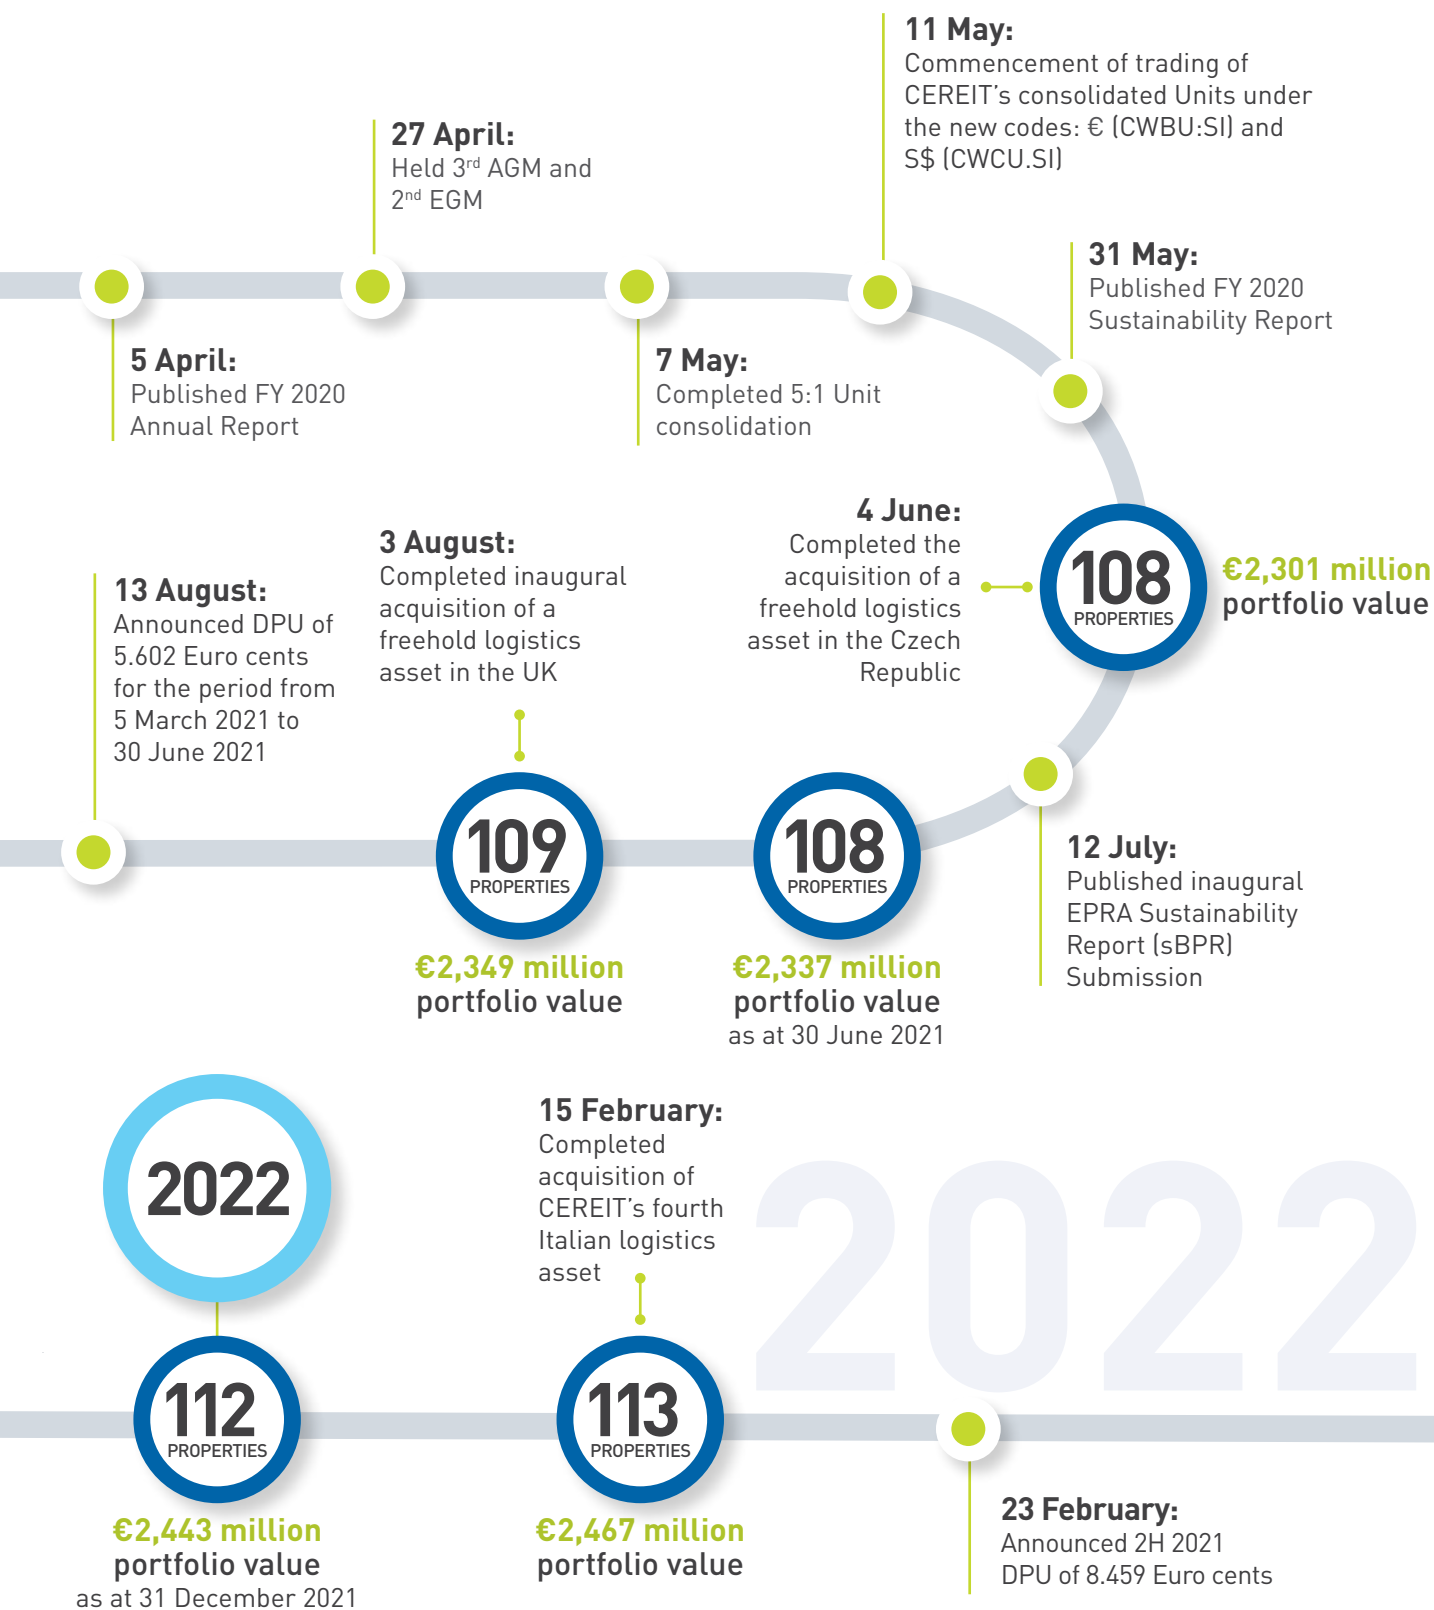 5 April:
Published FY 2020
Annual Report
27 April:
Held 3rd AGM and
2nd EGM
7 May:
Completed 5:1 Unit
consolidation
11 May:
Commencement of trading of
CEREIT’s consolidated Units under
the new codes: € (CWBU:SI) and
S$ (CWCU.SI)
31 May:
Published FY 2020
Sustainability Report
4 June:
Completed the
acquisition of a
freehold logistics
asset in the Czech
Republic
108
PROPERTIES
€2,301 million
portfolio value
12 July:
Published inaugural
EPRA Sustainability
Report (sBPR)
Submission
108
PROPERTIES
€2,337 million
portfolio value
as at 30 June 2021
3 August:
Completed inaugural
acquisition of a
freehold logistics
asset in the UK
109
PROPERTIES
€2,349 million
portfolio value
13 August:
Announced DPU of
5.602 Euro cents
for the period from
5 March 2021 to
30 June 2021
2022
2022
112
PROPERTIES
€2,443 million
portfolio value
as at 31 December 2021
15 February:
Completed
acquisition of
CEREIT’s fourth
Italian logistics
asset
113
PROPERTIES
€2,467 million
portfolio value
23 February:
Announced 2H 2021
DPU of 8.459 Euro cents